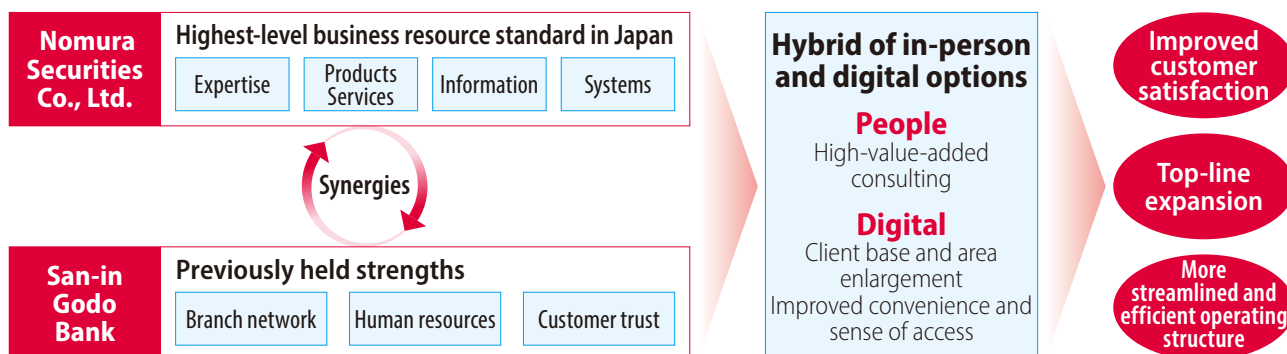 Nomura
Securities
Co., Ltd.
Highest-level business resource standard in Japan
Expertise
Products
Services
Information
Systems
Synergies
San-in
Godo
Bank
Previously held strengths
Branch network
Human resources
Customer trust
Hybrid of in-person
and digital options
People
High-value-added
consulting
Digital
Client base and area
enlargement
Improved convenience and
sense of access
Improved
customer
satisfaction
Top-line
expansion
More
streamlined and
efficient operating
structure